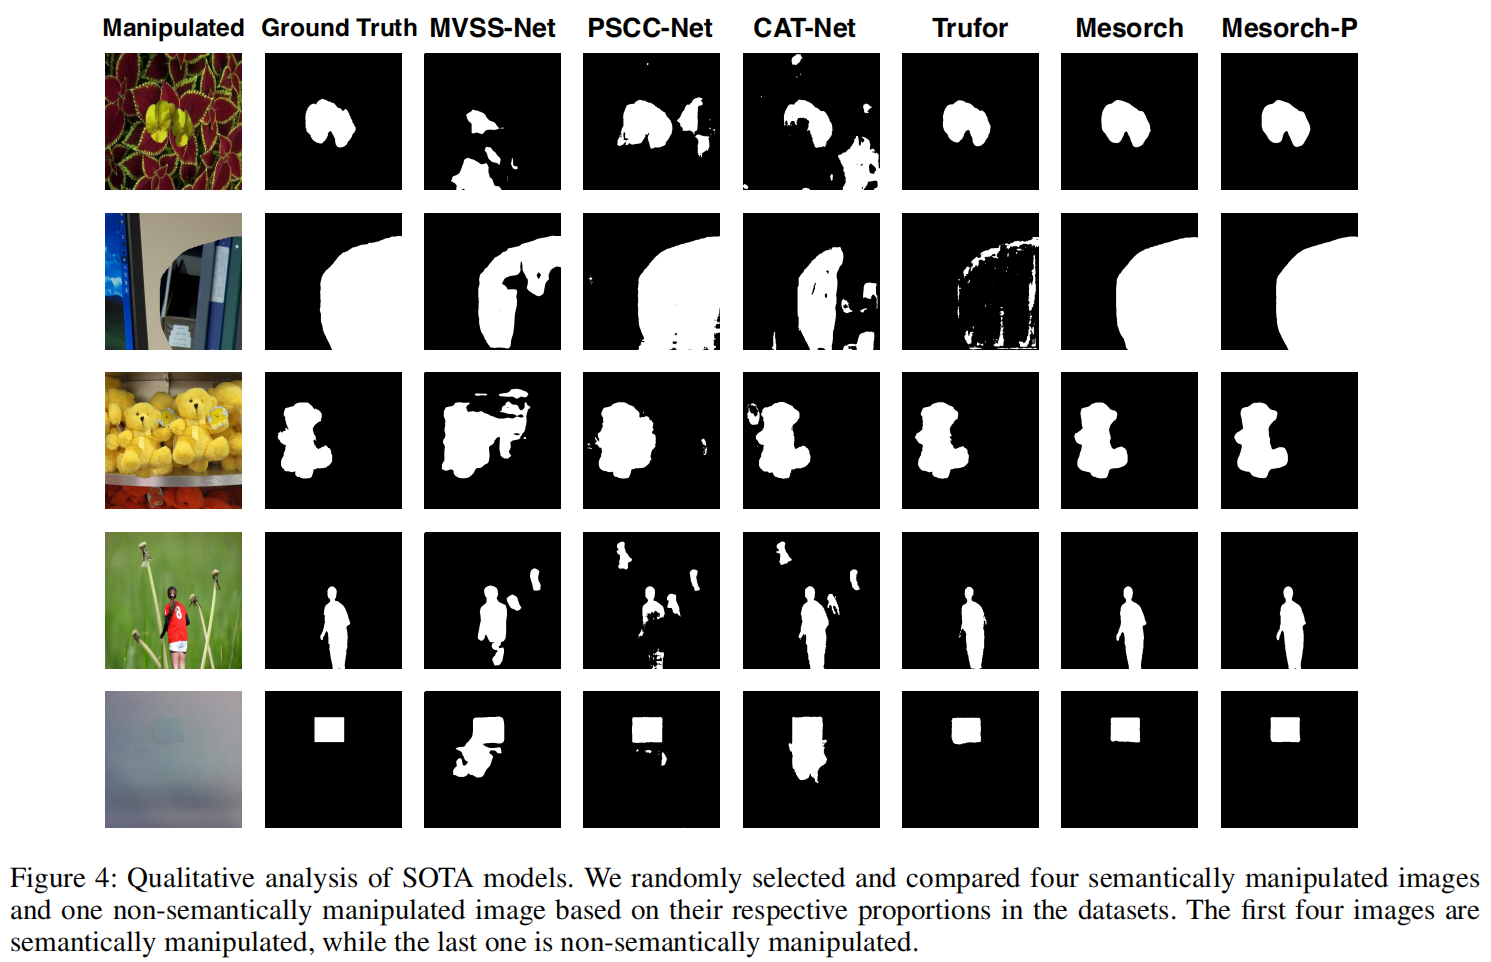 Manipulated Ground Truth MVSS-Net PSCC-Net CAT-Net Trufor Mesorch Mesorch-P
8
Figure 4: Qualitative analysis of SOTA models. We randomly selected and compared four semantically manipulated images
and one non-semantically manipulated image based on their respective proportions in the datasets. The first four images are
semantically manipulated, while the last one is non-semantically manipulated.